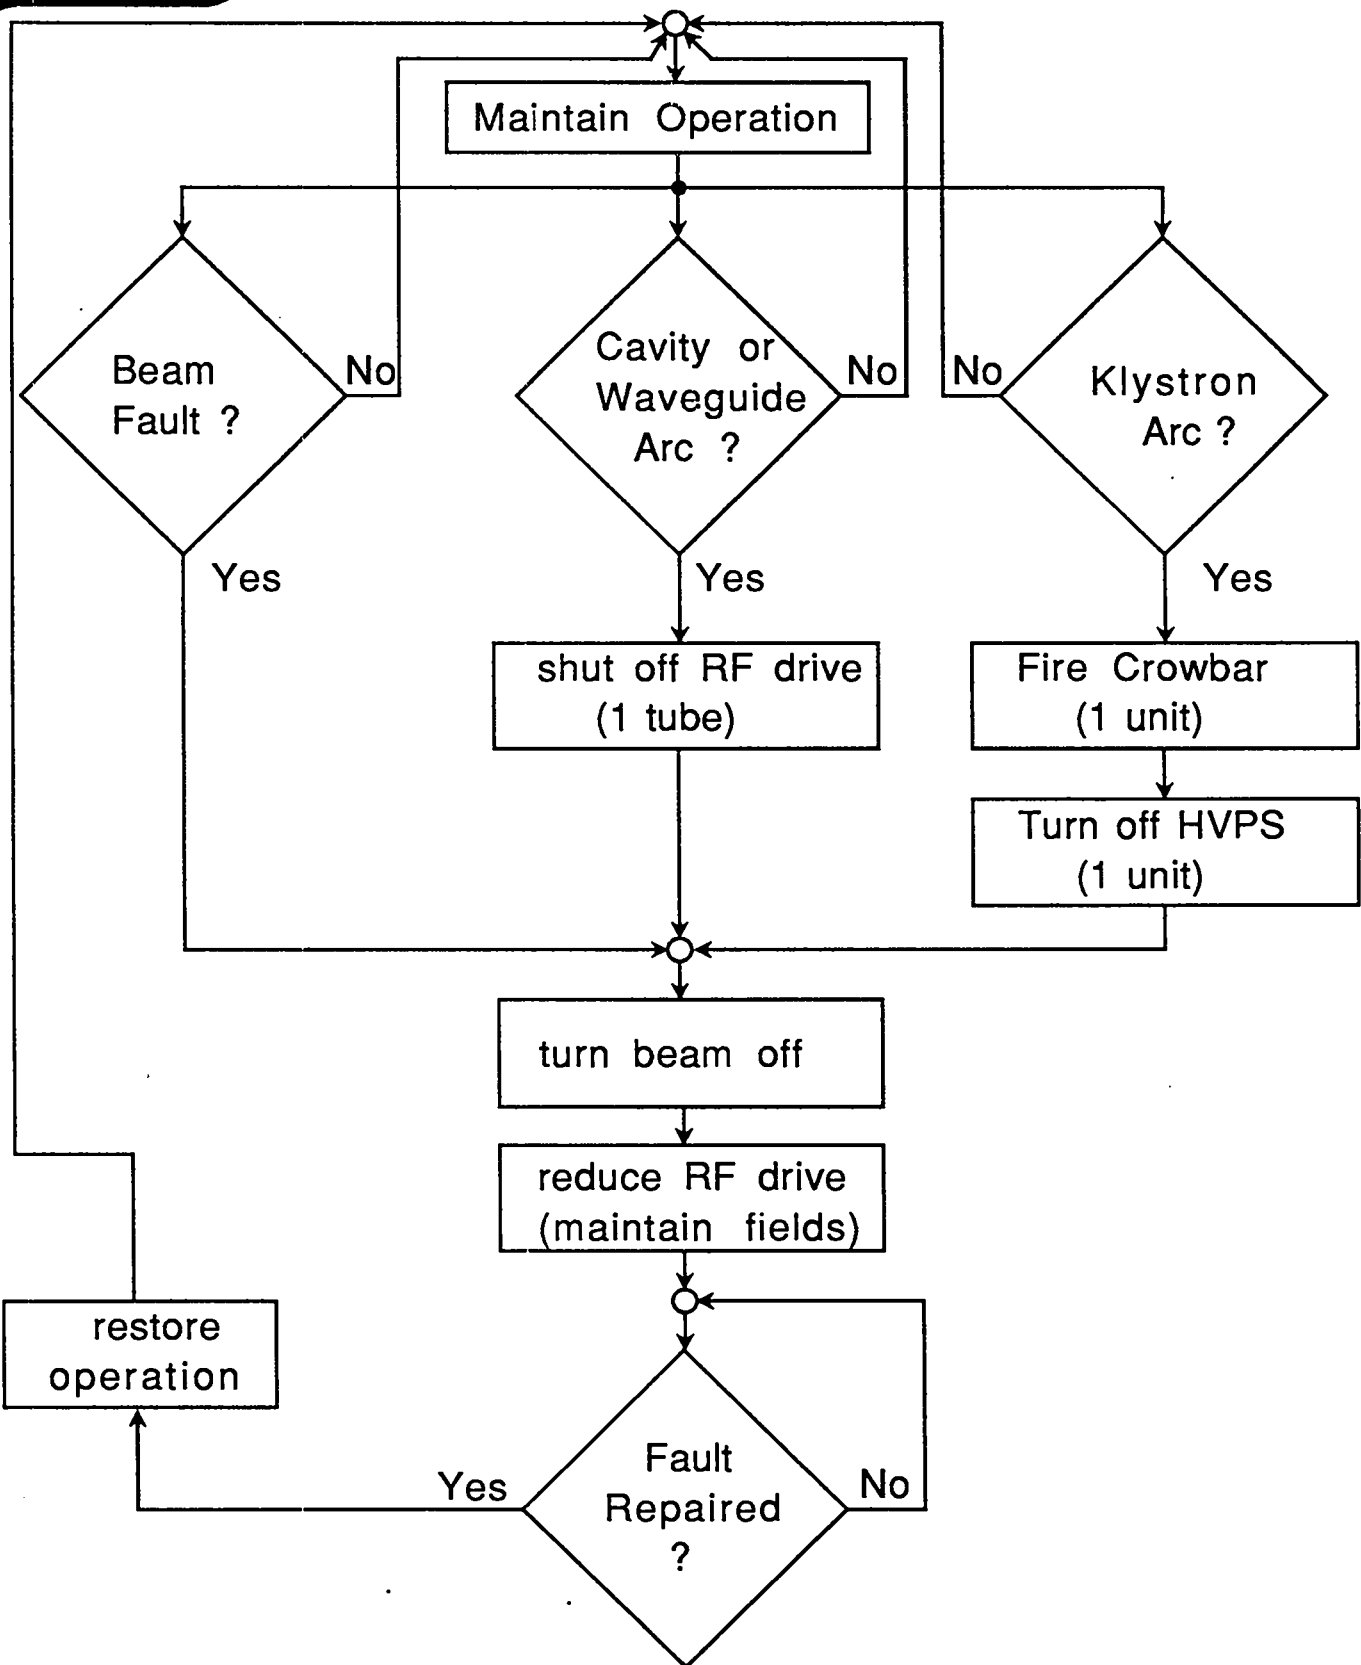 Maintain Operation
Beam
Fault ?
No
Cavity or
Waveguide
Arc ?
No
No
Klystron
Arc ?
Yes
Yes
Yes
shut off RF drive
(1 tube)
Fire Crowbar
(1 unit)
Turn off HVPS
(1 unit)
turn beam off
reduce RF drive
(maintain fields)
restore
operation
Yes
Fault
Repaired
?
No